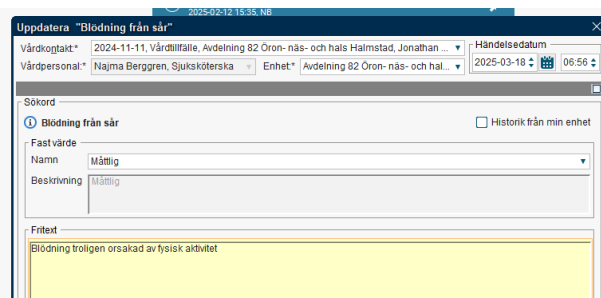 2025-02-12 15:35, NB
Uppdatera "Blödning från sår"
Vårdkontakt:* 2024-11-11, Vårdtillfälle, Avdelning 82 Öron- näs- och hals Halmstad, Jonathan ...
Händelsedatum
Vårdpersonal:* Najma Berggren, Sjuksköterska Enhet:* Avdelning 82 Öron- näs- och hal...
2025-03-18 06:56
Sökord
Blödning från sår Historik från min enhet
Fast värde
Namn Måttlig
Beskrivning Måttlig
Fritext
Blödning troligen orsakad av fysisk aktivitet